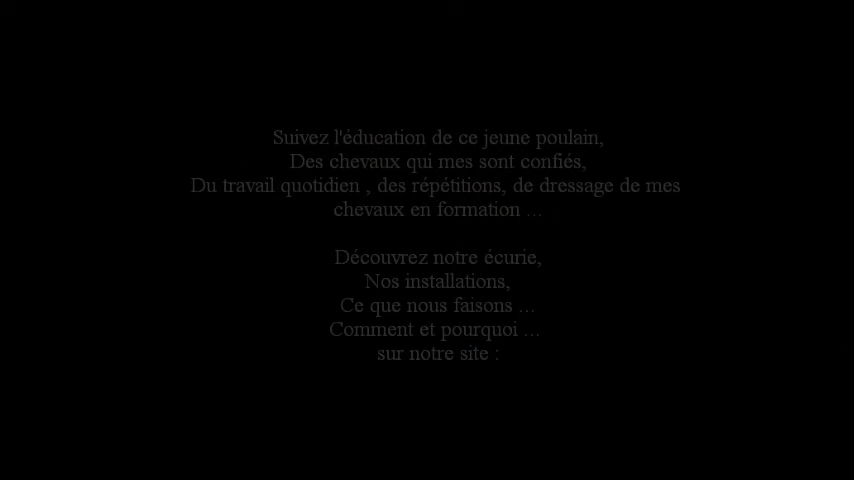 Suivez l'éducation de ce jeune poulain,
Des chevaux qui mes sont confiés,
Du travail quotidien , des répétitions, de dressage de mes
chevaux en formation ...
Découvrez notre écurie,
Nos installations,
Ce que nous faisons ...
Comment et pourquoi ...
sur notre site :